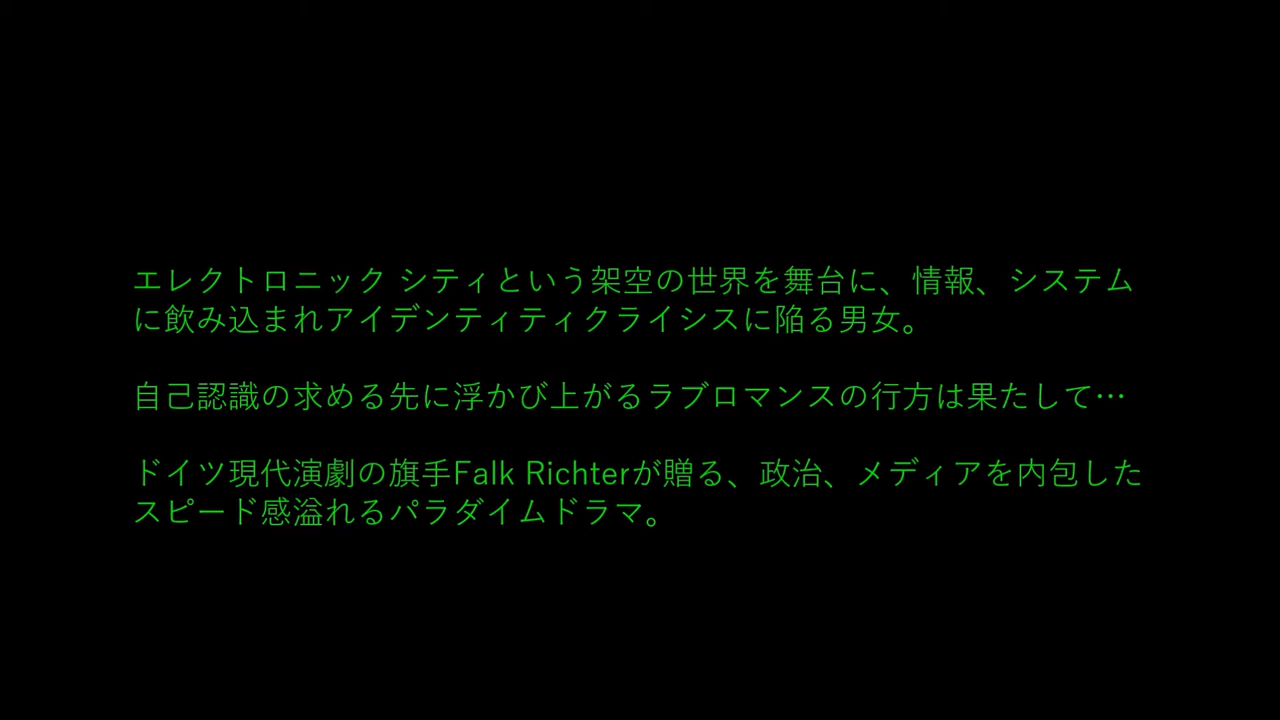 エレクトロニック シティという架空の世界を舞台に、情報、システム
に飲み込まれアイデンティティクライシスに陥る男女。
自己認識の求める先に浮かび上がるラブロマンスの行方は果たして…
ドイツ現代演劇の旗手Falk Richterが贈る、政治、メディアを内包した
スピード感溢れるパラダイムドラマ。